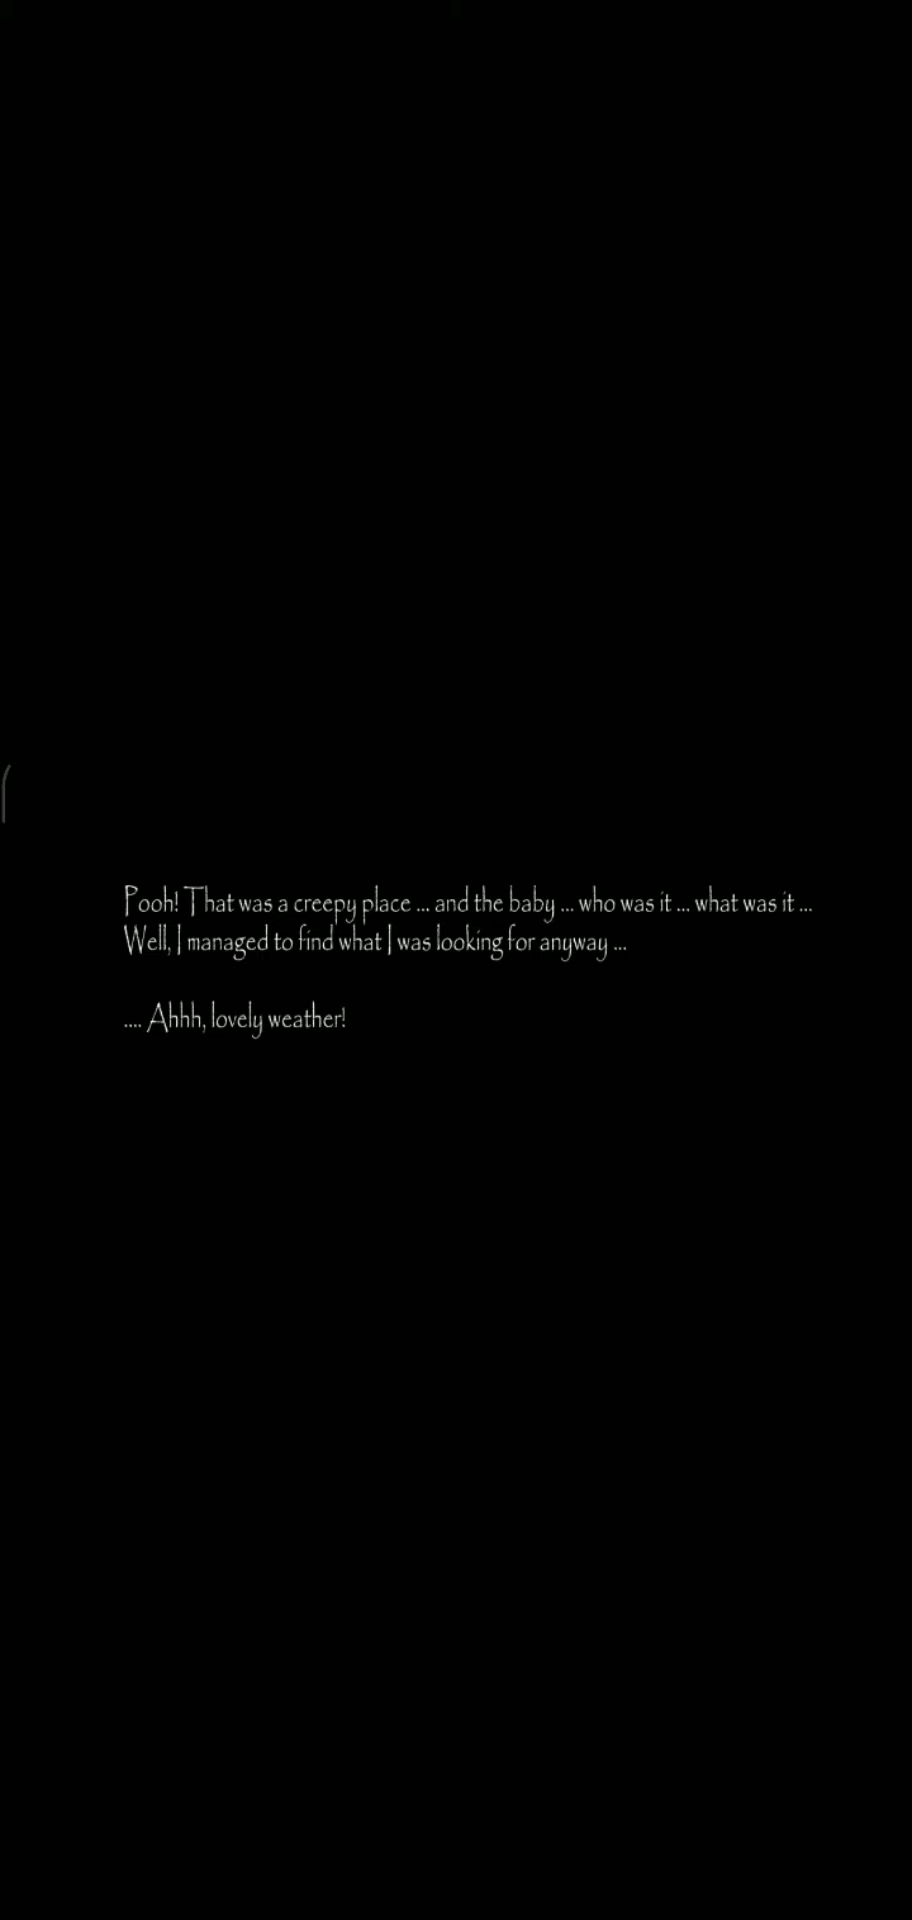 Pooh! That was a creepy place ... and the baby ... who was it ... what was it ...
Well, I managed to find what I was looking for anyway ...
.... Ahhh, lovely weather!